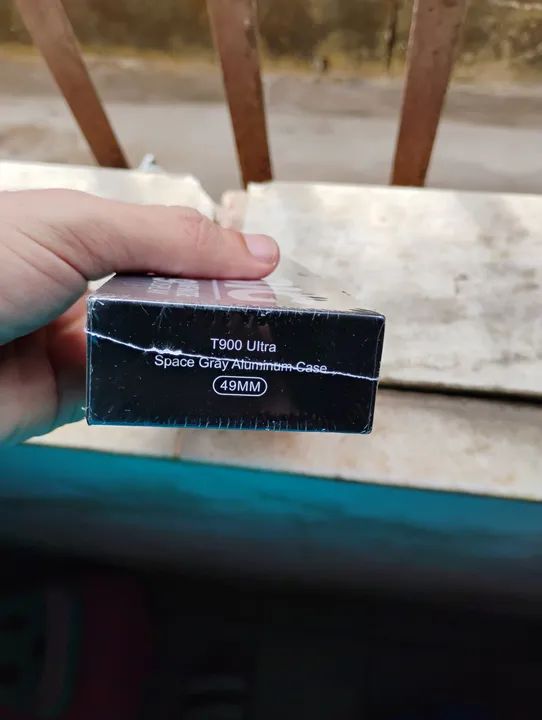 T900 Ultra
Space Gray Aluminum Case
49MM